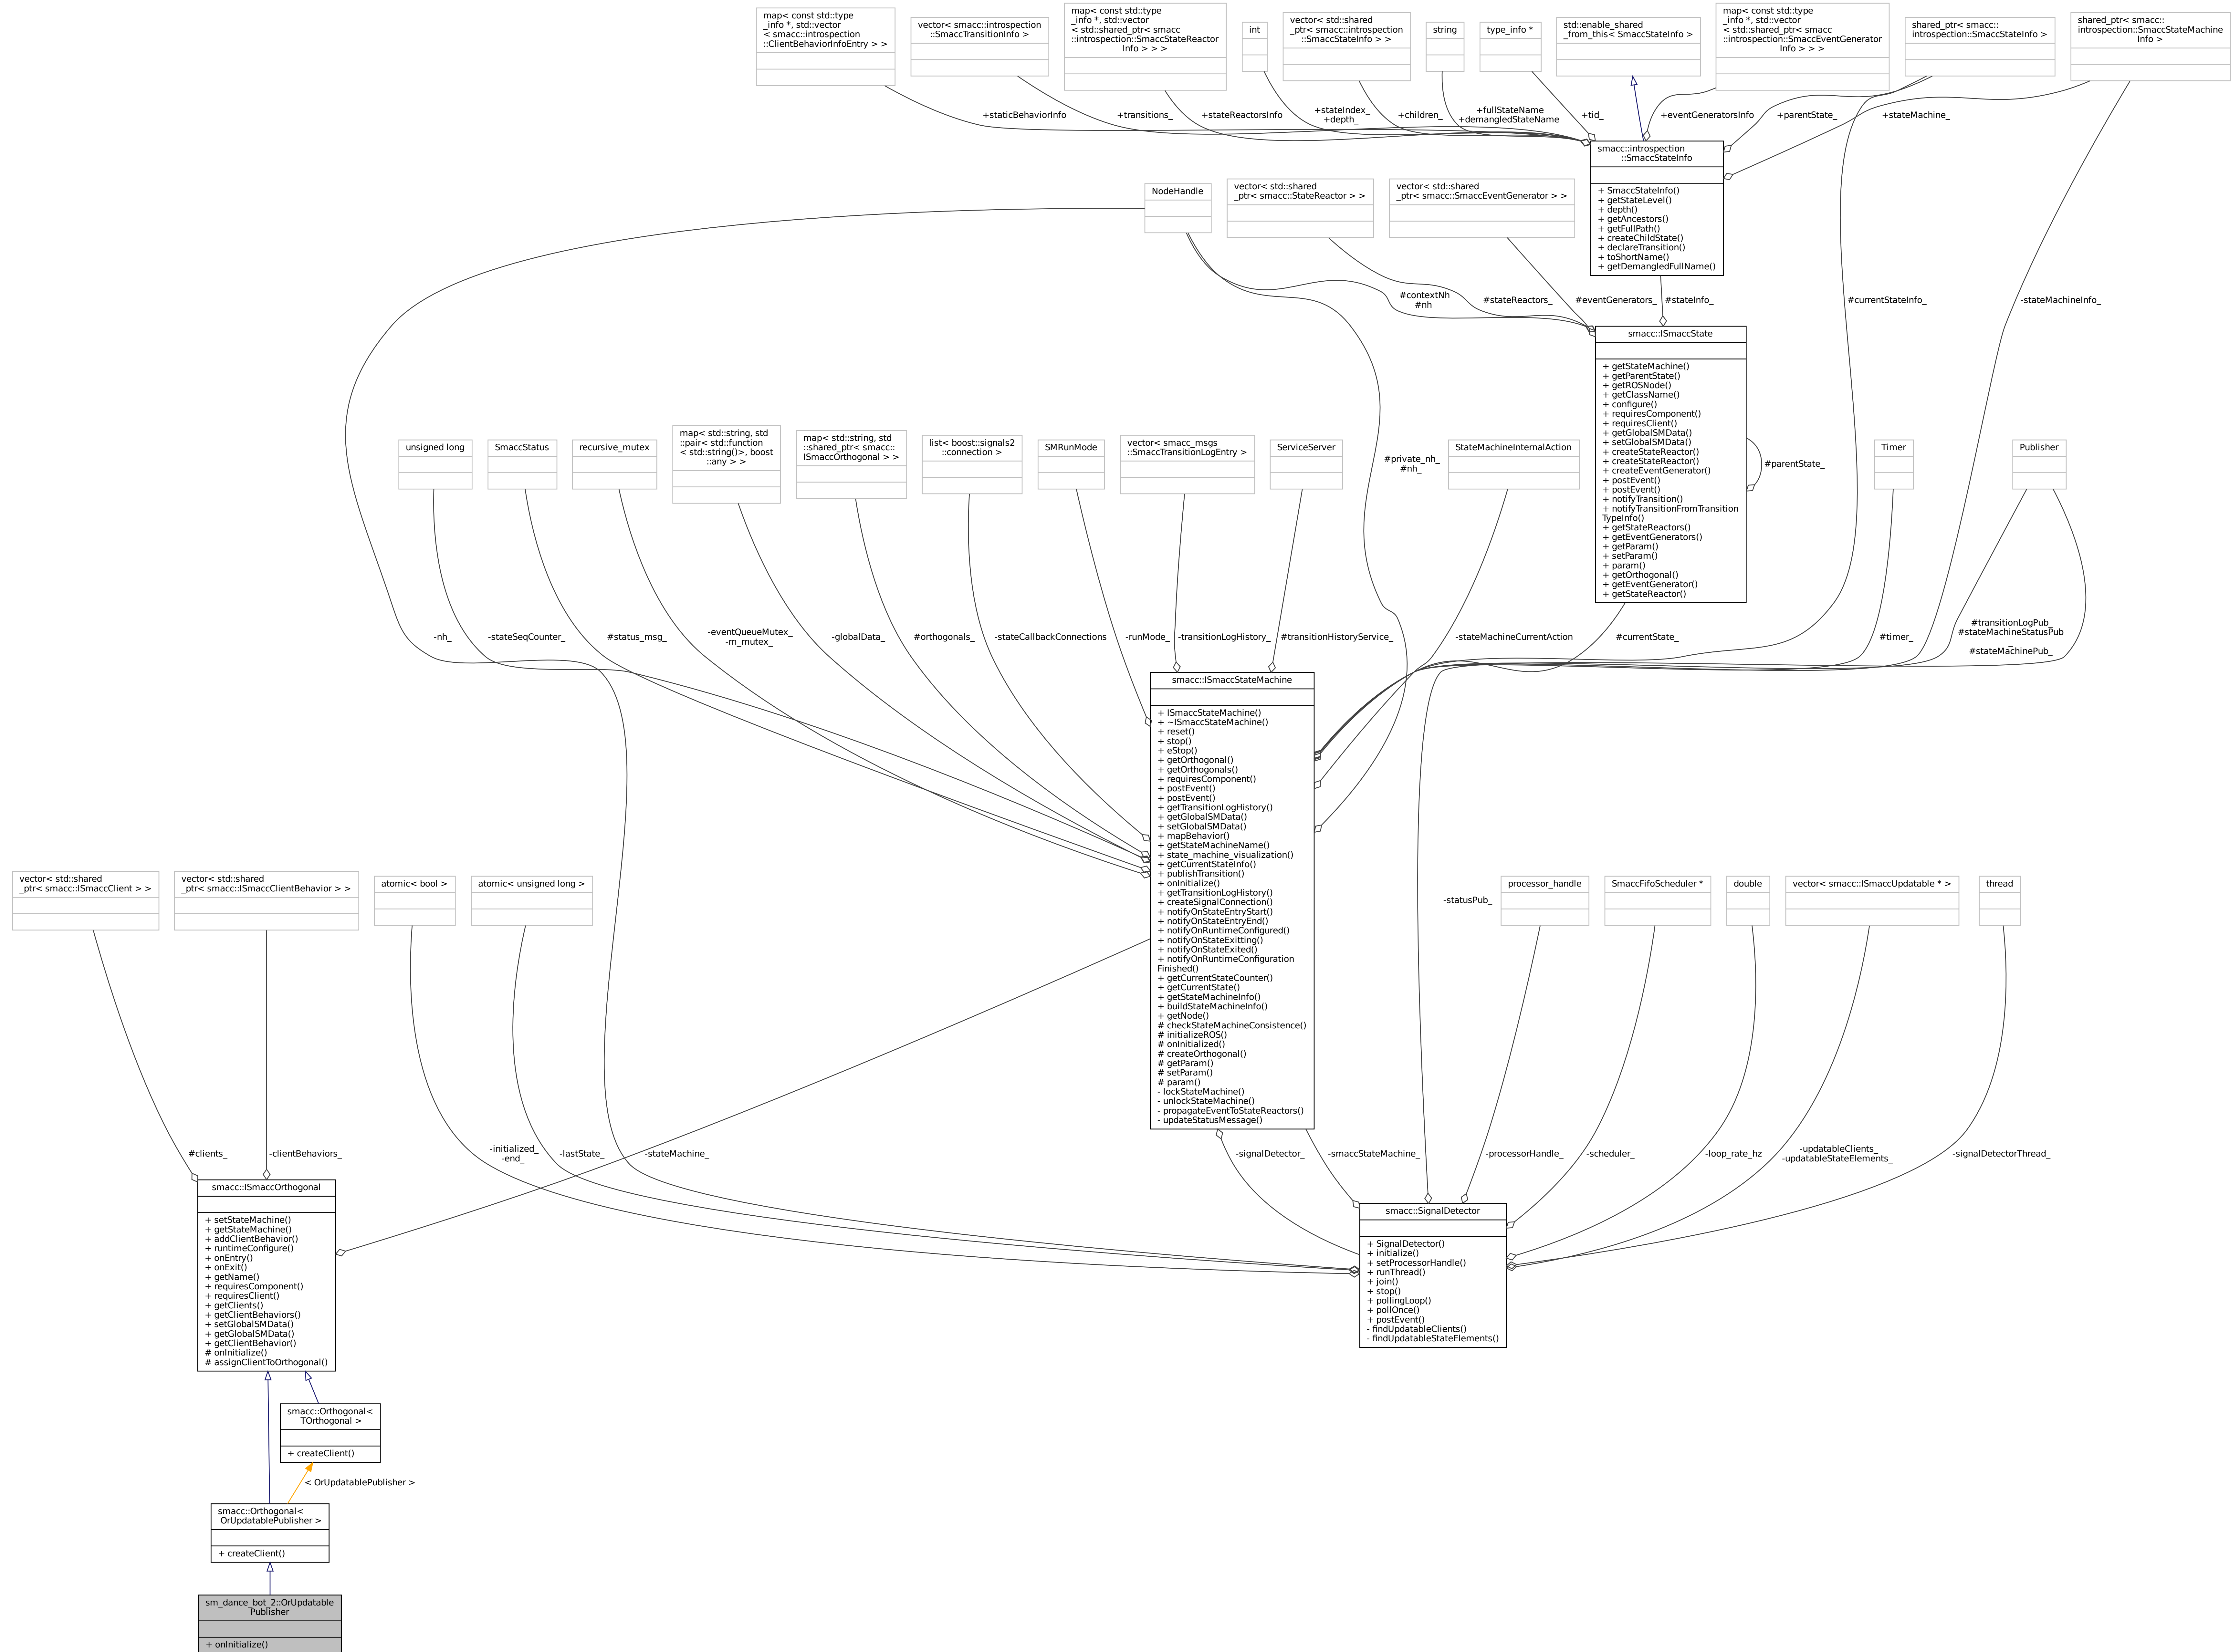 map< const std::type
_info *, std::vector
< smacc::introspection
::ClientBehaviorInfoEntry > >
vector< smacc::introspection
::SmaccTransitionInfo >
map< const std::type
_info *, std::vector
< std::shared_ptr< smacc
::introspection::SmaccStateReactor
Info > > >
int
vector< std::shared
_ptr< smacc::introspection
::SmaccStateInfo > >
string
type_info *
std::enable_shared
_from_this< SmaccStateInfo >
map< const std::type
_info *, std::vector
< std::shared_ptr< smacc
::introspection::SmaccEventGenerator
Info > > >
shared_ptr< smacc::
introspection::SmaccStateInfo >
shared_ptr< smacc::
introspection::SmaccStateMachine
Info >
+staticBehaviorInfo
+transitions_
+stateReactorsInfo
+stateIndex_
+depth_
+children_
+fullStateName
+demangledStateName
+tid_
+eventGeneratorsInfo
+parentState_
+stateMachine_
smacc::introspection
::SmaccStateInfo
+ SmaccStateInfo()
+ getStateLevel()
+ depth()
+ getAncestors()
+ getFullPath()
+ createChildState()
+ declareTransition()
+ toShortName()
+ getDemangledFullName()
NodeHandle
vector< std::shared
_ptr< smacc::StateReactor > >
vector< std::shared
_ptr< smacc::SmaccEventGenerator > >
#contextNh
#nh
#stateReactors_
#eventGenerators_
#stateInfo_
#currentStateInfo_
-stateMachineInfo_
smacc::ISmaccState
+ getStateMachine()
+ getParentState()
+ getROSNode()
+ getClassName()
+ configure()
+ requiresComponent()
+ requiresClient()
+ getGlobalSMData()
+ setGlobalSMData()
+ createStateReactor()
+ createStateReactor()
+ createEventGenerator()
+ postEvent()
+ postEvent()
+ notifyTransition()
+ notifyTransitionFromTransition
TypeInfo()
+ getStateReactors()
+ getEventGenerators()
+ getParam()
+ setParam()
+ param()
+ getOrthogonal()
+ getEventGenerator()
+ getStateReactor()
#parentState_
unsigned long
SmaccStatus
recursive_mutex
map< std::string, std
::pair< std::function
< std::string()>, boost
::any > >
map< std::string, std
::shared_ptr< smacc::
ISmaccOrthogonal > >
list< boost::signals2
::connection >
SMRunMode
vector< smacc_msgs
::SmaccTransitionLogEntry >
ServiceServer
#private_nh_
#nh_
StateMachineInternalAction
Timer
Publisher
-nh_
-stateSeqCounter_
#status_msg_
-eventQueueMutex_
-m_mutex_
-globalData_
#orthogonals_
-stateCallbackConnections
-runMode_
-transitionLogHistory_
#transitionHistoryService_
-stateMachineCurrentAction
#currentState_
#timer_
#transitionLogPub_
#stateMachineStatusPub
_
#stateMachinePub_
smacc::ISmaccStateMachine
+ ISmaccStateMachine()
+ ~ISmaccStateMachine()
+ reset()
+ stop()
+ eStop()
+ getOrthogonal()
+ getOrthogonals()
+ requiresComponent()
+ postEvent()
+ postEvent()
+ getTransitionLogHistory()
+ getGlobalSMData()
+ setGlobalSMData()
+ mapBehavior()
+ getStateMachineName()
+ state_machine_visualization()
+ getCurrentStateInfo()
+ publishTransition()
+ onInitialize()
+ getTransitionLogHistory()
+ createSignalConnection()
+ notifyOnStateEntryStart()
+ notifyOnStateEntryEnd()
+ notifyOnRuntimeConfigured()
+ notifyOnStateExitting()
+ notifyOnStateExited()
+ notifyOnRuntimeConfiguration
Finished()
+ getCurrentStateCounter()
+ getCurrentState()
+ getStateMachineInfo()
+ buildStateMachineInfo()
+ getNode()
# checkStateMachineConsistence()
# initializeROS()
# onInitialized()
# createOrthogonal()
# getParam()
# setParam()
# param()
- lockStateMachine()
- unlockStateMachine()
- propagateEventToStateReactors()
- updateStatusMessage()
vector< std::shared
_ptr< smacc::ISmaccClient > >
vector< std::shared
_ptr< smacc::ISmaccClientBehavior > >
atomic< bool >
atomic< unsigned long >
-statusPub_
processor_handle
SmaccFifoScheduler *
double
vector< smacc::ISmaccUpdatable * >
thread
#clients_
-clientBehaviors_
-initialized_
-end_
-lastState_
-stateMachine_
-signalDetector_
-smaccStateMachine_
-processorHandle_
-scheduler_
-loop_rate_hz
-updatableClients_
-updatableStateElements_
-signalDetectorThread_
smacc::ISmaccOrthogonal
+ setStateMachine()
+ getStateMachine()
+ addClientBehavior()
+ runtimeConfigure()
+ onEntry()
+ onExit()
+ getName()
+ requiresComponent()
+ requiresClient()
+ getClients()
+ getClientBehaviors()
+ setGlobalSMData()
+ getGlobalSMData()
+ getClientBehavior()
# onInitialize()
# assignClientToOrthogonal()
smacc::SignalDetector
+ SignalDetector()
+ initialize()
+ setProcessorHandle()
+ runThread()
+ join()
+ stop()
+ pollingLoop()
+ pollOnce()
+ postEvent()
- findUpdatableClients()
- findUpdatableStateElements()
smacc::Orthogonal<
TOrthogonal >
+ createClient()
< OrUpdatablePublisher >
smacc::Orthogonal<
OrUpdatablePublisher >
+ createClient()
sm_dance_bot_2::OrUpdatable
Publisher
+ onInitialize()